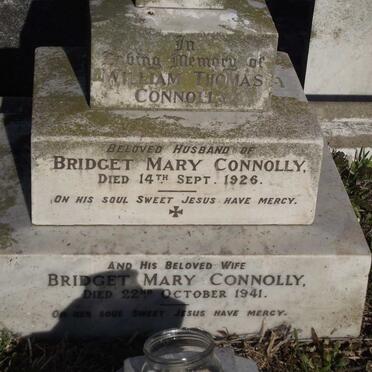 In
Loving Memory of
WILLIAM THOMAS
CONNOLLY
BELOVED HUSBAND OF
BRIDGET MARY CONNOLLY,
DIED 14TH SEPT. 1926.
ON HIS SOUL SWEET JESUS HAVE MERCY.
AND HIS BELOVED WIFE
BRIDGET MARY CONNOLLY,
DIED 22ND OCTOBER 1941.
ON HER SOUL SWEET JESUS HAVE MERCY.